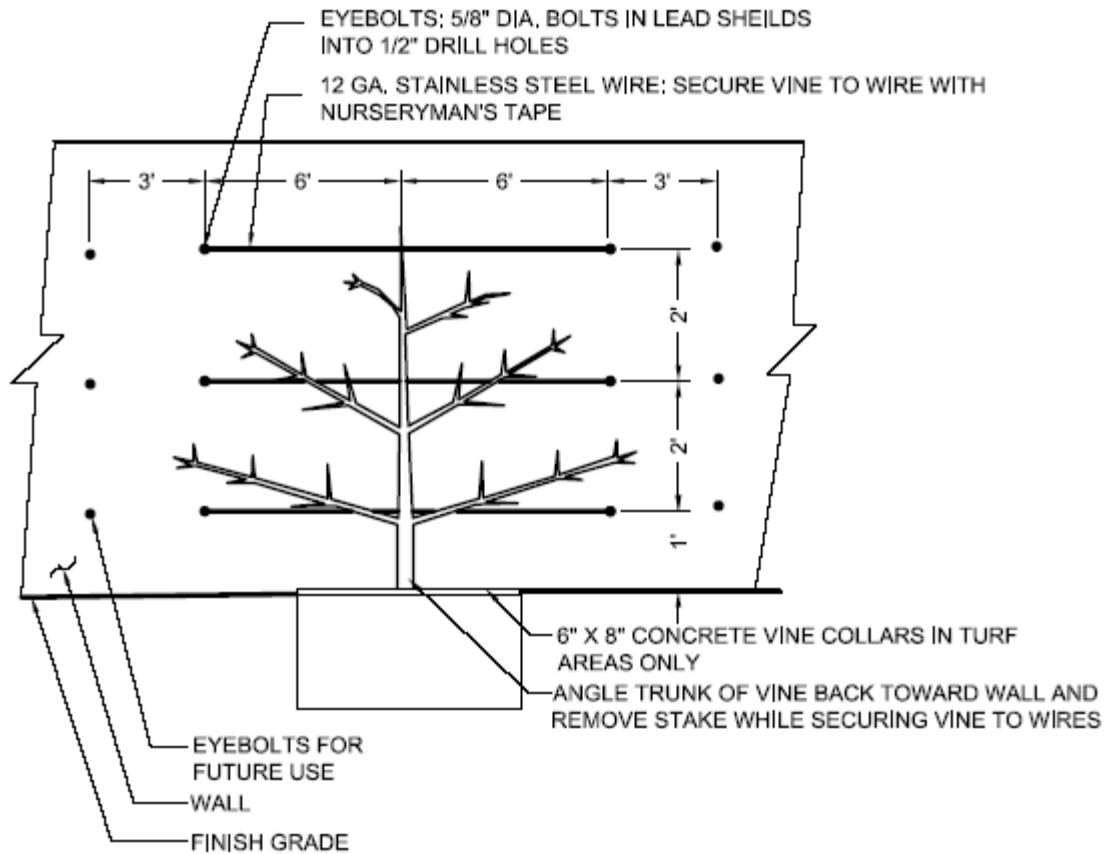 EYEBOLTS; 5/8" DIA. BOLTS IN LEAD SHEILDS
INTO 1/2" DRILL HOLES
12 GA. STAINLESS STEEL WIRE; SECURE VINE TO WIRE WITH
NURSERYMAN'S TAPE
3' 6' 6' 3'
2'
2'
1'
6" X 8" CONCRETE VINE COLLARS IN TURF
AREAS ONLY
ANGLE TRUNK OF VINE BACK TOWARD WALL AND
REMOVE STAKE WHILE SECURING VINE TO WIRES
EYEBOLTS FOR
FUTURE USE
WALL
FINISH GRADE